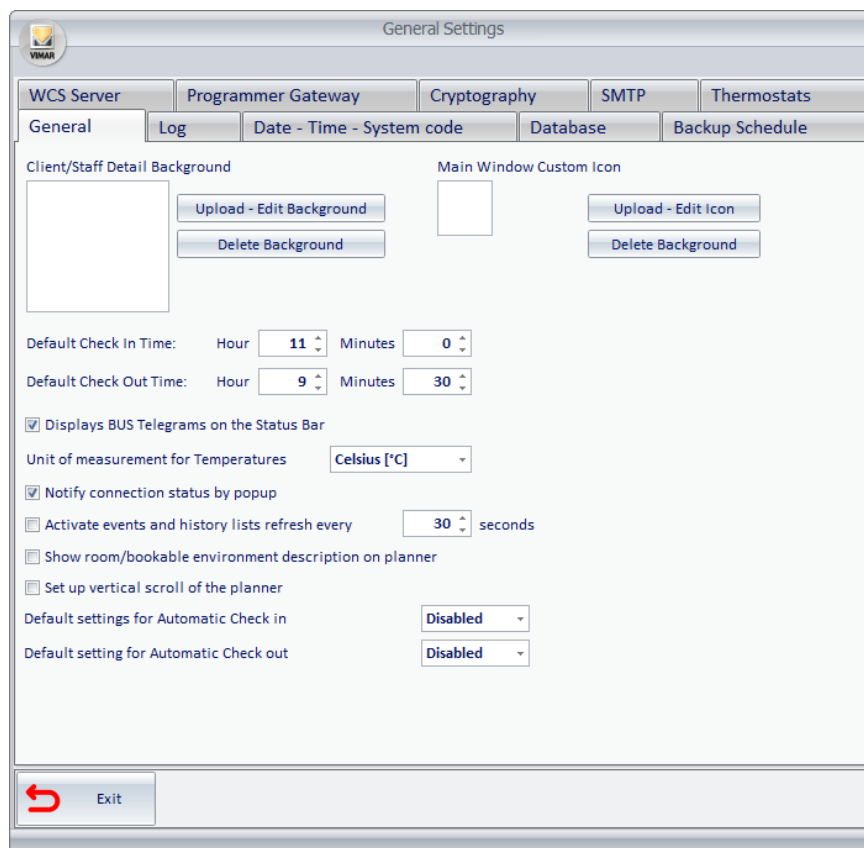 General Settings
VIMAR
WCS Server Programmer Gateway Cryptography SMTP Thermostats
General Log Date - Time - System code Database Backup Schedule
Client/Staff Detail Background Main Window Custom Icon
Upload - Edit Background Upload - Edit Icon
Delete Background Delete Background
Default Check In Time: Hour 11 Minutes 0
Default Check Out Time: Hour 9 Minutes 30
Displays BUS Telegrams on the Status Bar
Unit of measurement for Temperatures Celsius [°C]
Notify connection status by popup
Activate events and history lists refresh every 30 seconds
Show room/bookable environment description on planner
Set up vertical scroll of the planner
Default settings for Automatic Check in Disabled
Default setting for Automatic Check out Disabled
Exit